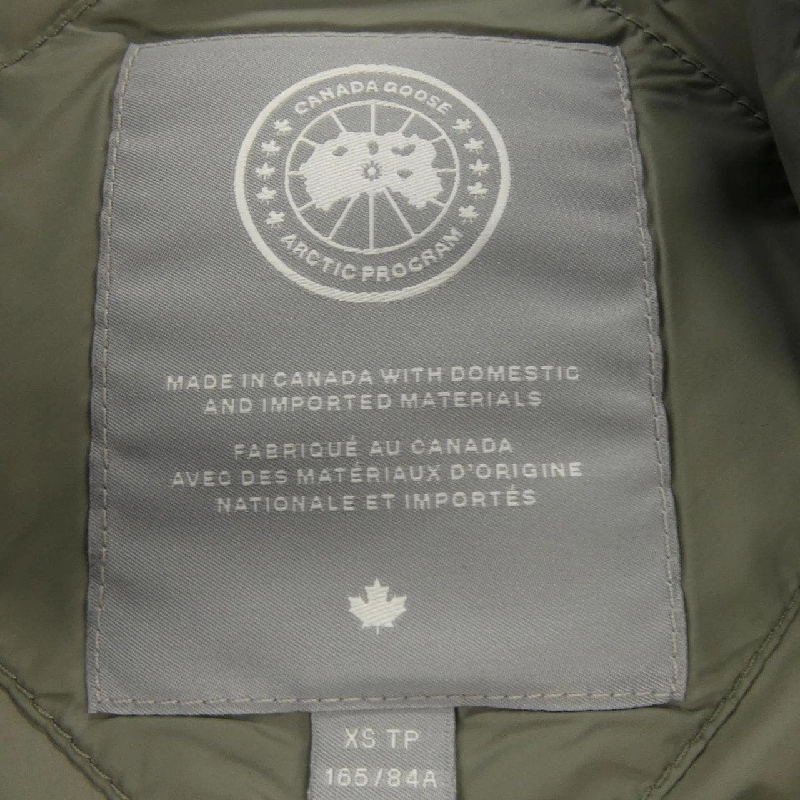 CANADA GOOSE
ARCTIC PROGRAM
MADE IN CANADA WITH DOMESTIC
AND IMPORTED MATERIALS
FABRIQUÉ AU CANADA
AVEC DES MATÉRIAUX D'ORIGINE
NATIONALE ET IMPORTÉS
XS TP
165/84A